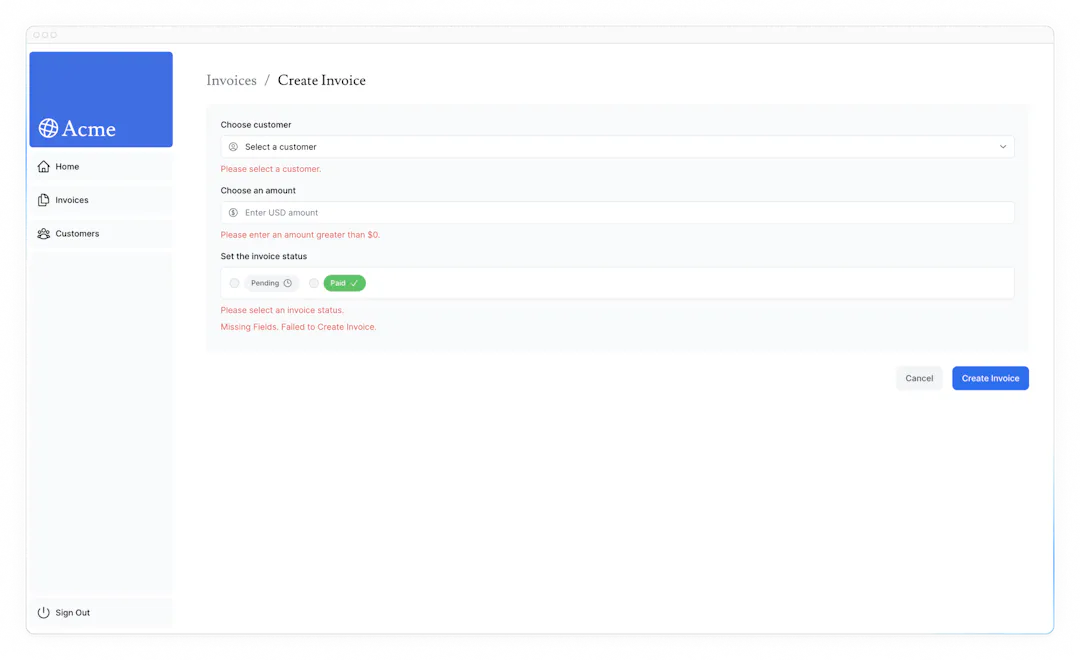 Acme
Home
Invoices
Customers
Sign Out
Invoices / Create Invoice
Choose customer
Select a customer
Please select a customer.
Choose an amount
Enter USD amount
Please enter an amount greater than $0.
Set the invoice status
Pending Paid
Please select an invoice status.
Missing Fields. Failed to Create Invoice.
Cancel Create Invoice